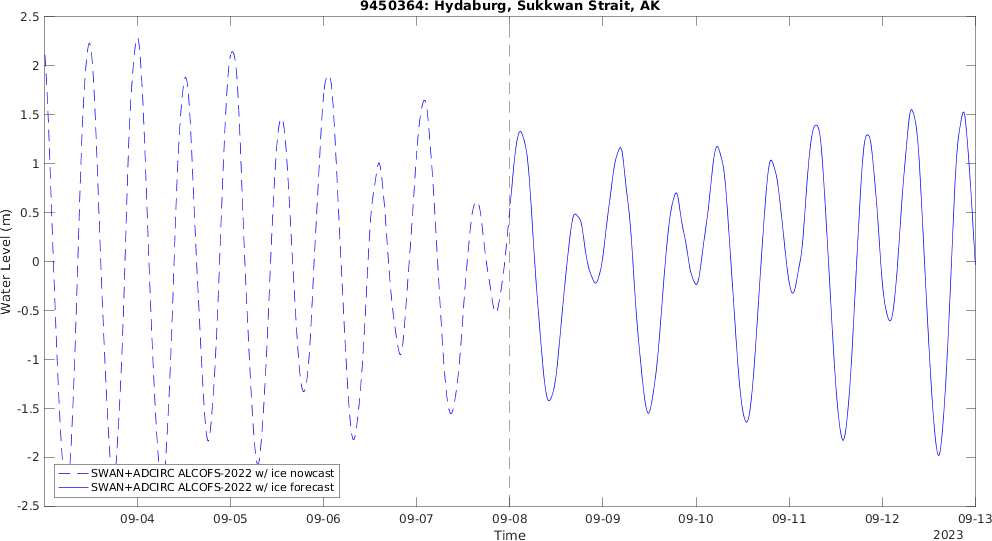 9450364: Hydaburg, Sukkwan Strait, AK
2.5
2
1.5
1
0.5
0
-0.5
-1
-1.5
-2
-2.5
Water Level (m)
SWAN+ADCIRC ALCOFS-2022 w/ ice nowcast
SWAN+ADCIRC ALCOFS-2022 w/ ice forecast
09-04 09-05 09-06 09-07 09-08 09-09 09-10 09-11 09-12 09-13
Time
2023